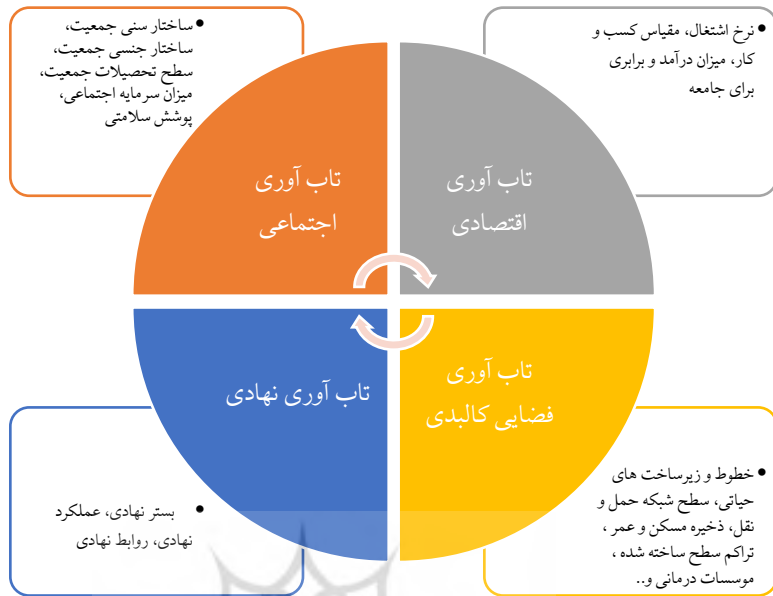 • نرخ اشتغال، مقیاس کسب و
کار، میزان درآمد و برابری
برای جامعه
• ساختار سنی جمعیت،
ساختار جنسی جمعیت،
سطح تحصیلات جمعیت،
میزان سرمایه اجتماعی،
پوشش سلامتی
تاب آوری
اقتصادی
تاب آوری
اجتماعی
تاب آوری
فضایی کالبدی
تاب آوری نهادی
• خطوط و زیرساخت های
حیاتی، سطح شبکه حمل و
نقل، ذخیره مسکن و عمر ،
تراکم سطح ساخته شده ،
موسسات درمانی و..
• بستر نهادی، عملکرد
نهادی، روابط نهادی